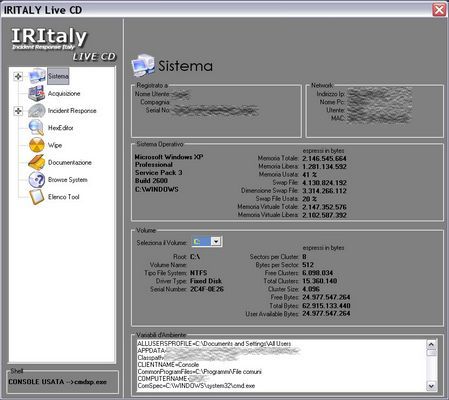 IRITALY Live CD
IRItaly
Incident Response Italy
LIVE CD
Sistema
Acquisizione
Incident Response
HexEditor
Wipe
Documentazione
Browse System
Elenco Tool
Shell
CONSOLE USATA -->cmdxp.exe
Sistema
Registrato a
Nome Utente:
Compagnia:
Serial No:
Network:
Indirizzo Ip:
Nome Pc:
Utente:
MAC:
Sistema Operativo
Microsoft Windows XP
Professional
Service Pack 3
Build 2600
C:\WINDOWS
espressi in bytes
Memoria Totale: 2.146.545.664
Memoria Libera: 1.281.134.592
Memoria Usata: 41 %
Swap File: 4.130.824.192
Dimensione Swap File: 3.314.266.112
Swap File Usata: 20 %
Memoria Virtuale Totale: 2.147.352.576
Memoria Virtuale Libera: 2.102.587.392
Volume
Seleziona il Volume: C:
espressi in bytes
Root: C:\
Volume Name:
Tipo File System: NTFS
Driver Type: Fixed Disk
Serial Number: 2C4F-0E26
Sectors per Cluster: 8
Bytes per Sector: 512
Free Clusters: 6.098.034
Total Clusters: 15.360.140
Cluster Size: 4.096
Free Bytes: 24.977.547.264
Total Bytes: 62.915.133.440
User Available Bytes: 24.977.547.264
Variabili d'Ambiente
ALLUSERSPROFILE=C:\Documents and Settings\All Users
APPDATA=
Classpath=
CLIENTNAME=Console
CommonProgramFiles=C:\Programmi\File comuni
COMPUTERNAME=
ComSpec=C:\WINDOWS\system32\cmd.exe